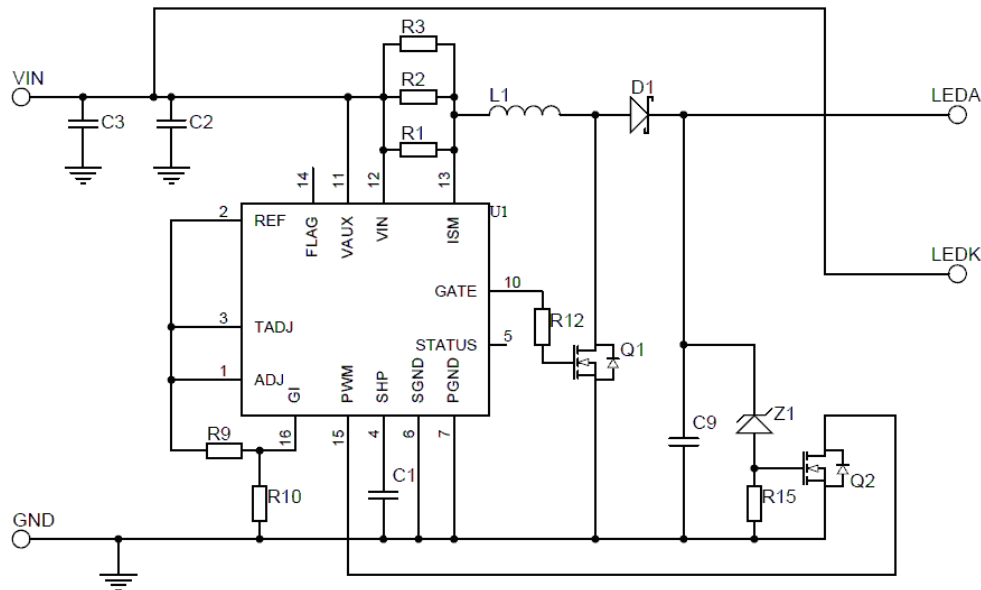 R3
VIN
R2
D1
L1
LEDA
C3
C2
R1
14
11
12
13
2
REF
FLAG
VAUX
VIN
ISM
U1
LEDK
GATE
10
3
TADJ
R12
STATUS
5
Q1
1
ADJ
GI
PWM
SHP
SGND
PGND
Z1
R9
16
15
4
6
7
C9
C1
Q2
R10
R15
GND